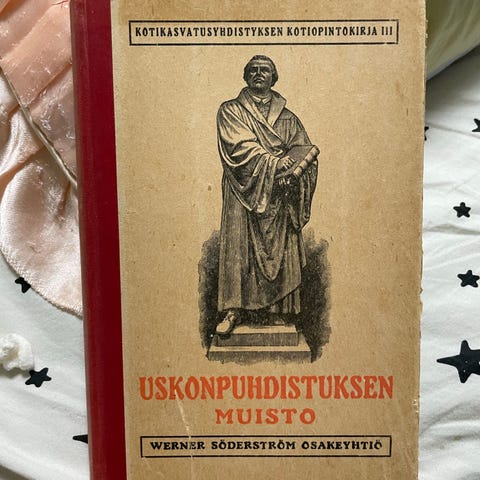 KOTIKASVATUSYHDISTYKSEN KOTIOPINTOKIRJA III
USKONPUHDISTUKSEN
MUISTO
WERNER SÖDERSTRÖM OSAKEYHTIÖ